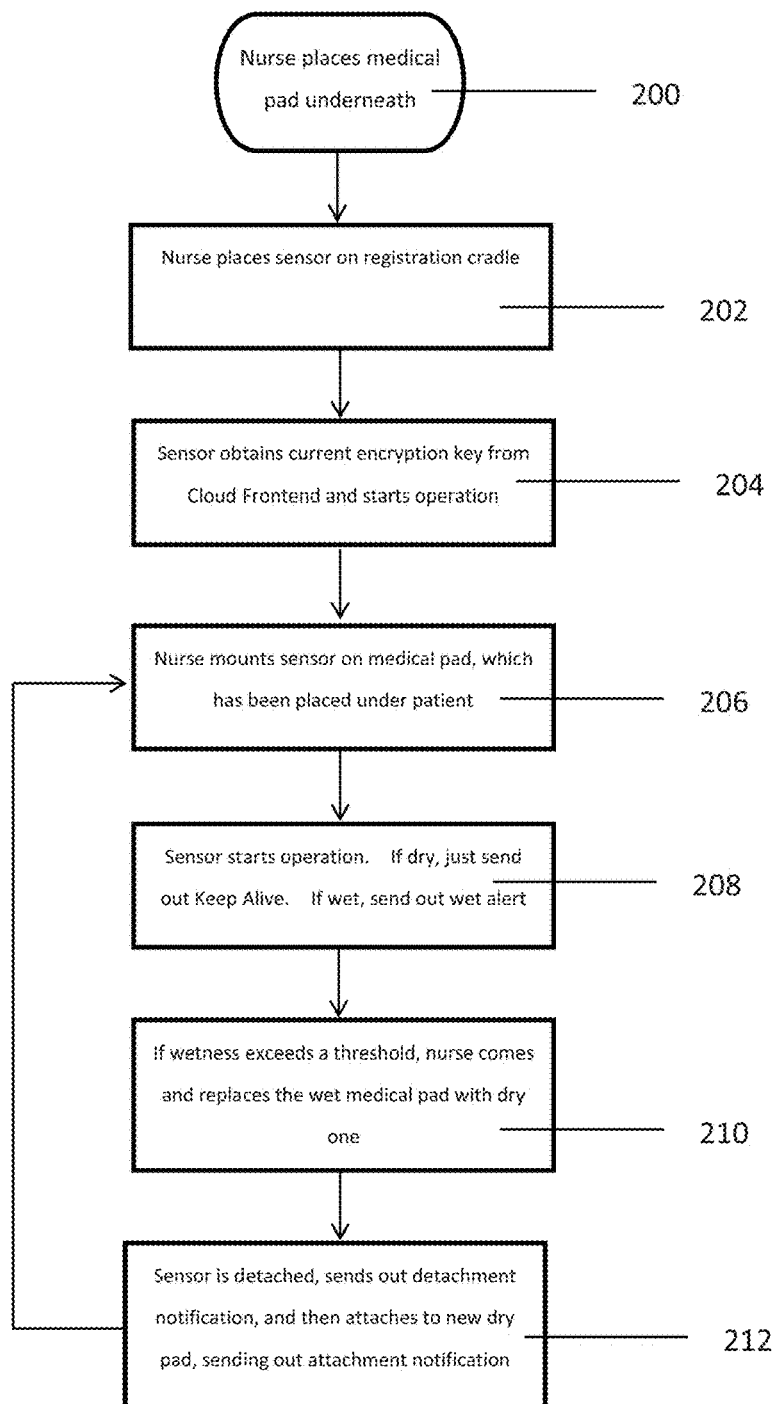 Nurse places medical
pad underneath
200
Nurse places sensor on registration cradle
202
Sensor obtains current encryption key from
Cloud Frontend and starts operation
204
Nurse mounts sensor on medical pad, which
has been placed under patient
206
Sensor starts operation. If dry, just send
out Keep Alive. If wet, send out wet alert
208
If wetness exceeds a threshold, nurse comes
and replaces the wet medical pad with dry
one
210
Sensor is detached, sends out detachment
notification, and then attaches to new dry
pad, sending out attachment notification
212